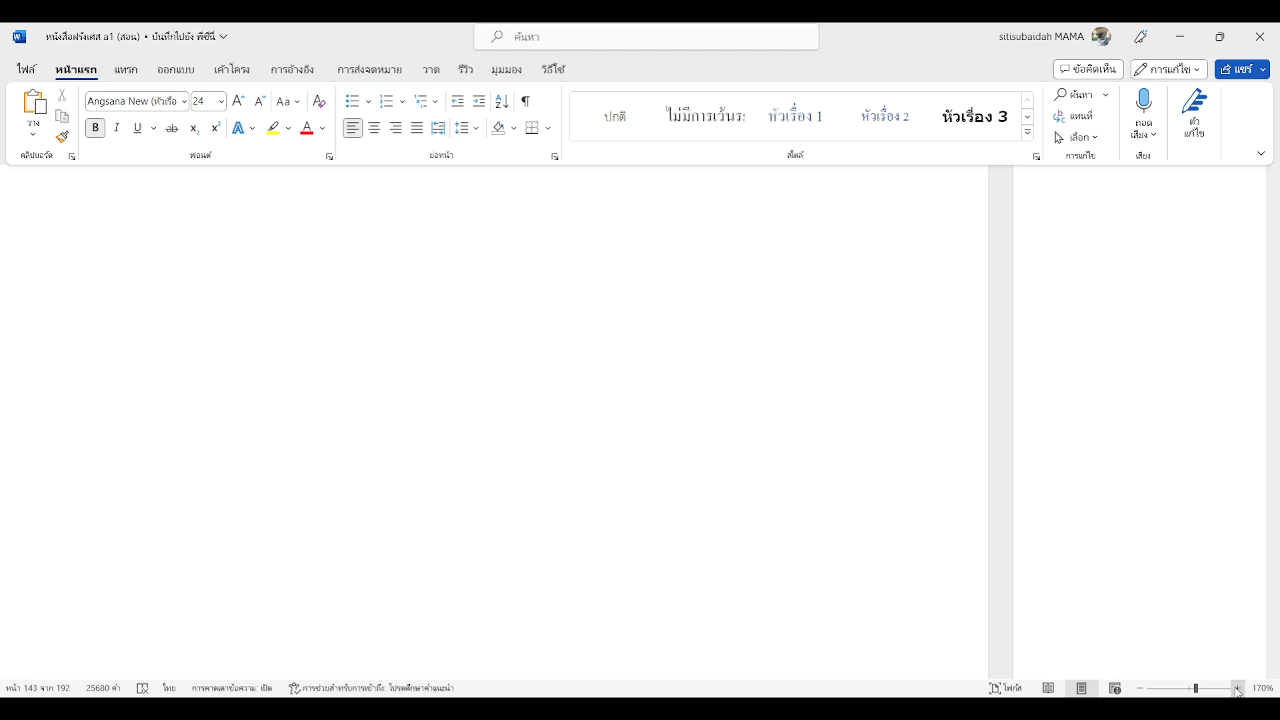 หนังสือฝรั่งเศส a1 (สอน) • บันทึกไปยัง พีซีนี้
ค้นหา
sitisubaidah MAMA
ไฟล์ หน้าแรก แทรก ออกแบบ เค้าโครง การอ้างอิง การส่งจดหมาย วาด รีวิว มุมมอง วิธีใช้
ข้อคิดเห็น การแก้ไข แชร์
วาง
คลิปบอร์ด
Angsana New (หัวเรื่อ 24
Aa
B I U ab x₂ x² A A
ฟอนต์
ย่อหน้า
ปกติ ไม่มีการเว้นระ หัวเรื่อง 1 หัวเรื่อง 2 หัวเรื่อง 3
สไตล์
ค้นหา
แทนที่
เลือก
การแก้ไข
ถอด
เสียง
เสียง
ตัว
แก้ไข
หน้า 143 จาก 192 25680 คำ ไทย การคาดเดาข้อความ: เปิด การช่วยสำหรับการเข้าถึง: โปรดศึกษาคำแนะนำ โฟกัส 170%